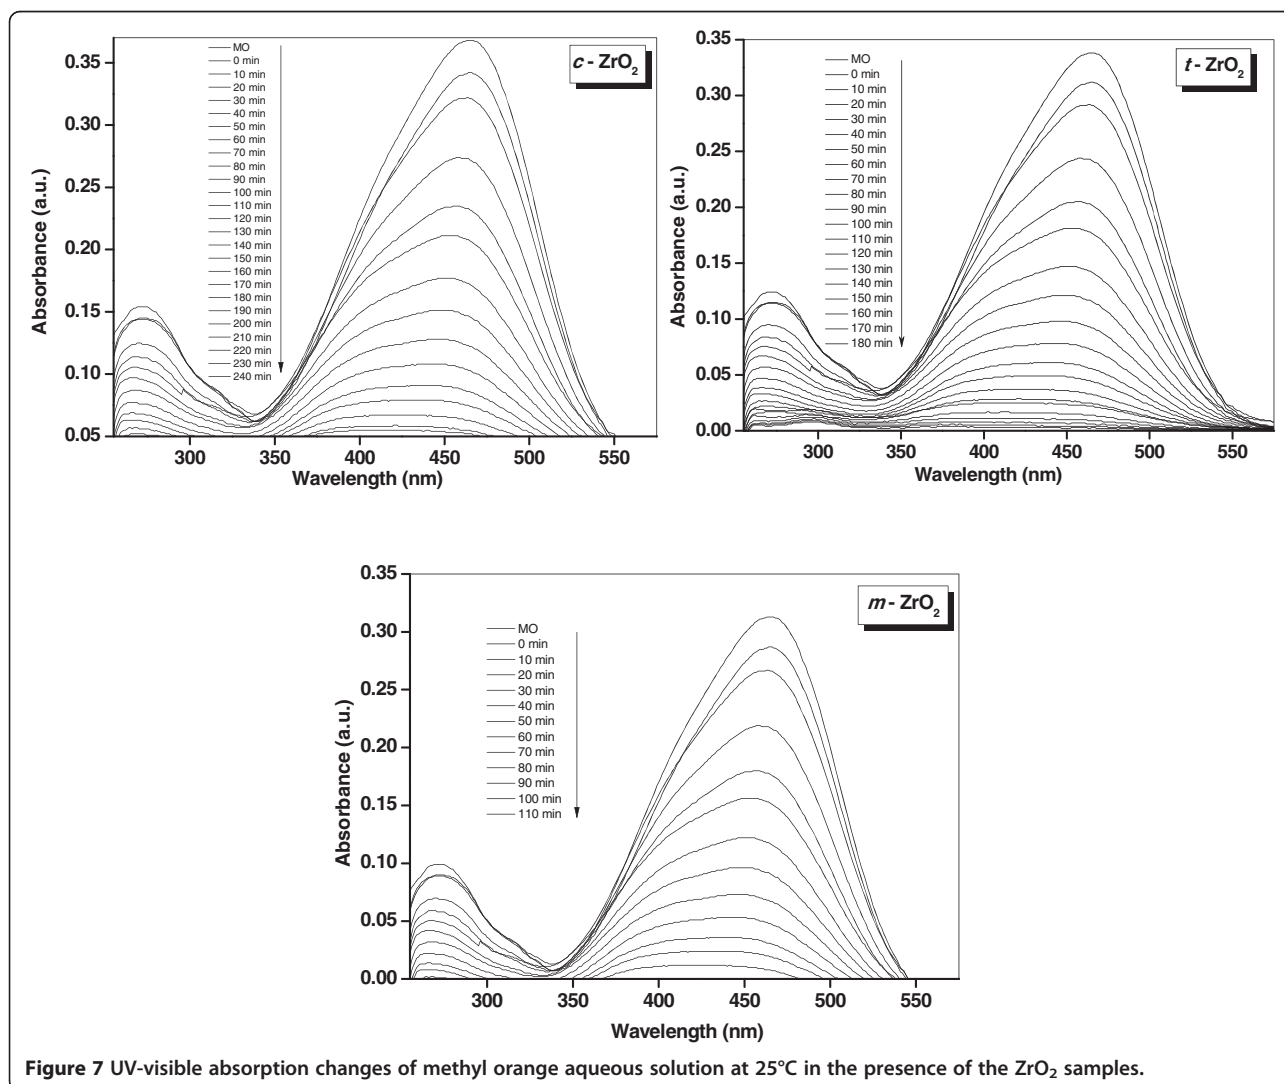 c - ZrO2
MO
0 min
10 min
20 min
30 min
40 min
50 min
60 min
70 min
80 min
90 min
100 min
110 min
120 min
130 min
140 min
150 min
160 min
170 min
180 min
190 min
200 min
210 min
220 min
230 min
240 min
Absorbance (a.u.)
0.35
0.30
0.25
0.20
0.15
0.10
0.05
300 350 400 450 500 550
Wavelength (nm)
t - ZrO2
MO
0 min
10 min
20 min
30 min
40 min
50 min
60 min
70 min
80 min
90 min
100 min
110 min
120 min
130 min
140 min
150 min
160 min
170 min
180 min
Absorbance (a.u.)
0.35
0.30
0.25
0.20
0.15
0.10
0.05
0.00
300 350 400 450 500 550
Wavelength (nm)
m - ZrO2
MO
0 min
10 min
20 min
30 min
40 min
50 min
60 min
70 min
80 min
90 min
100 min
110 min
Absorbance (a.u.)
0.35
0.30
0.25
0.20
0.15
0.10
0.05
0.00
300 350 400 450 500 550
Wavelength (nm)
Figure 7 UV-visible absorption changes of methyl orange aqueous solution at 25°C in the presence of the ZrO2 samples.